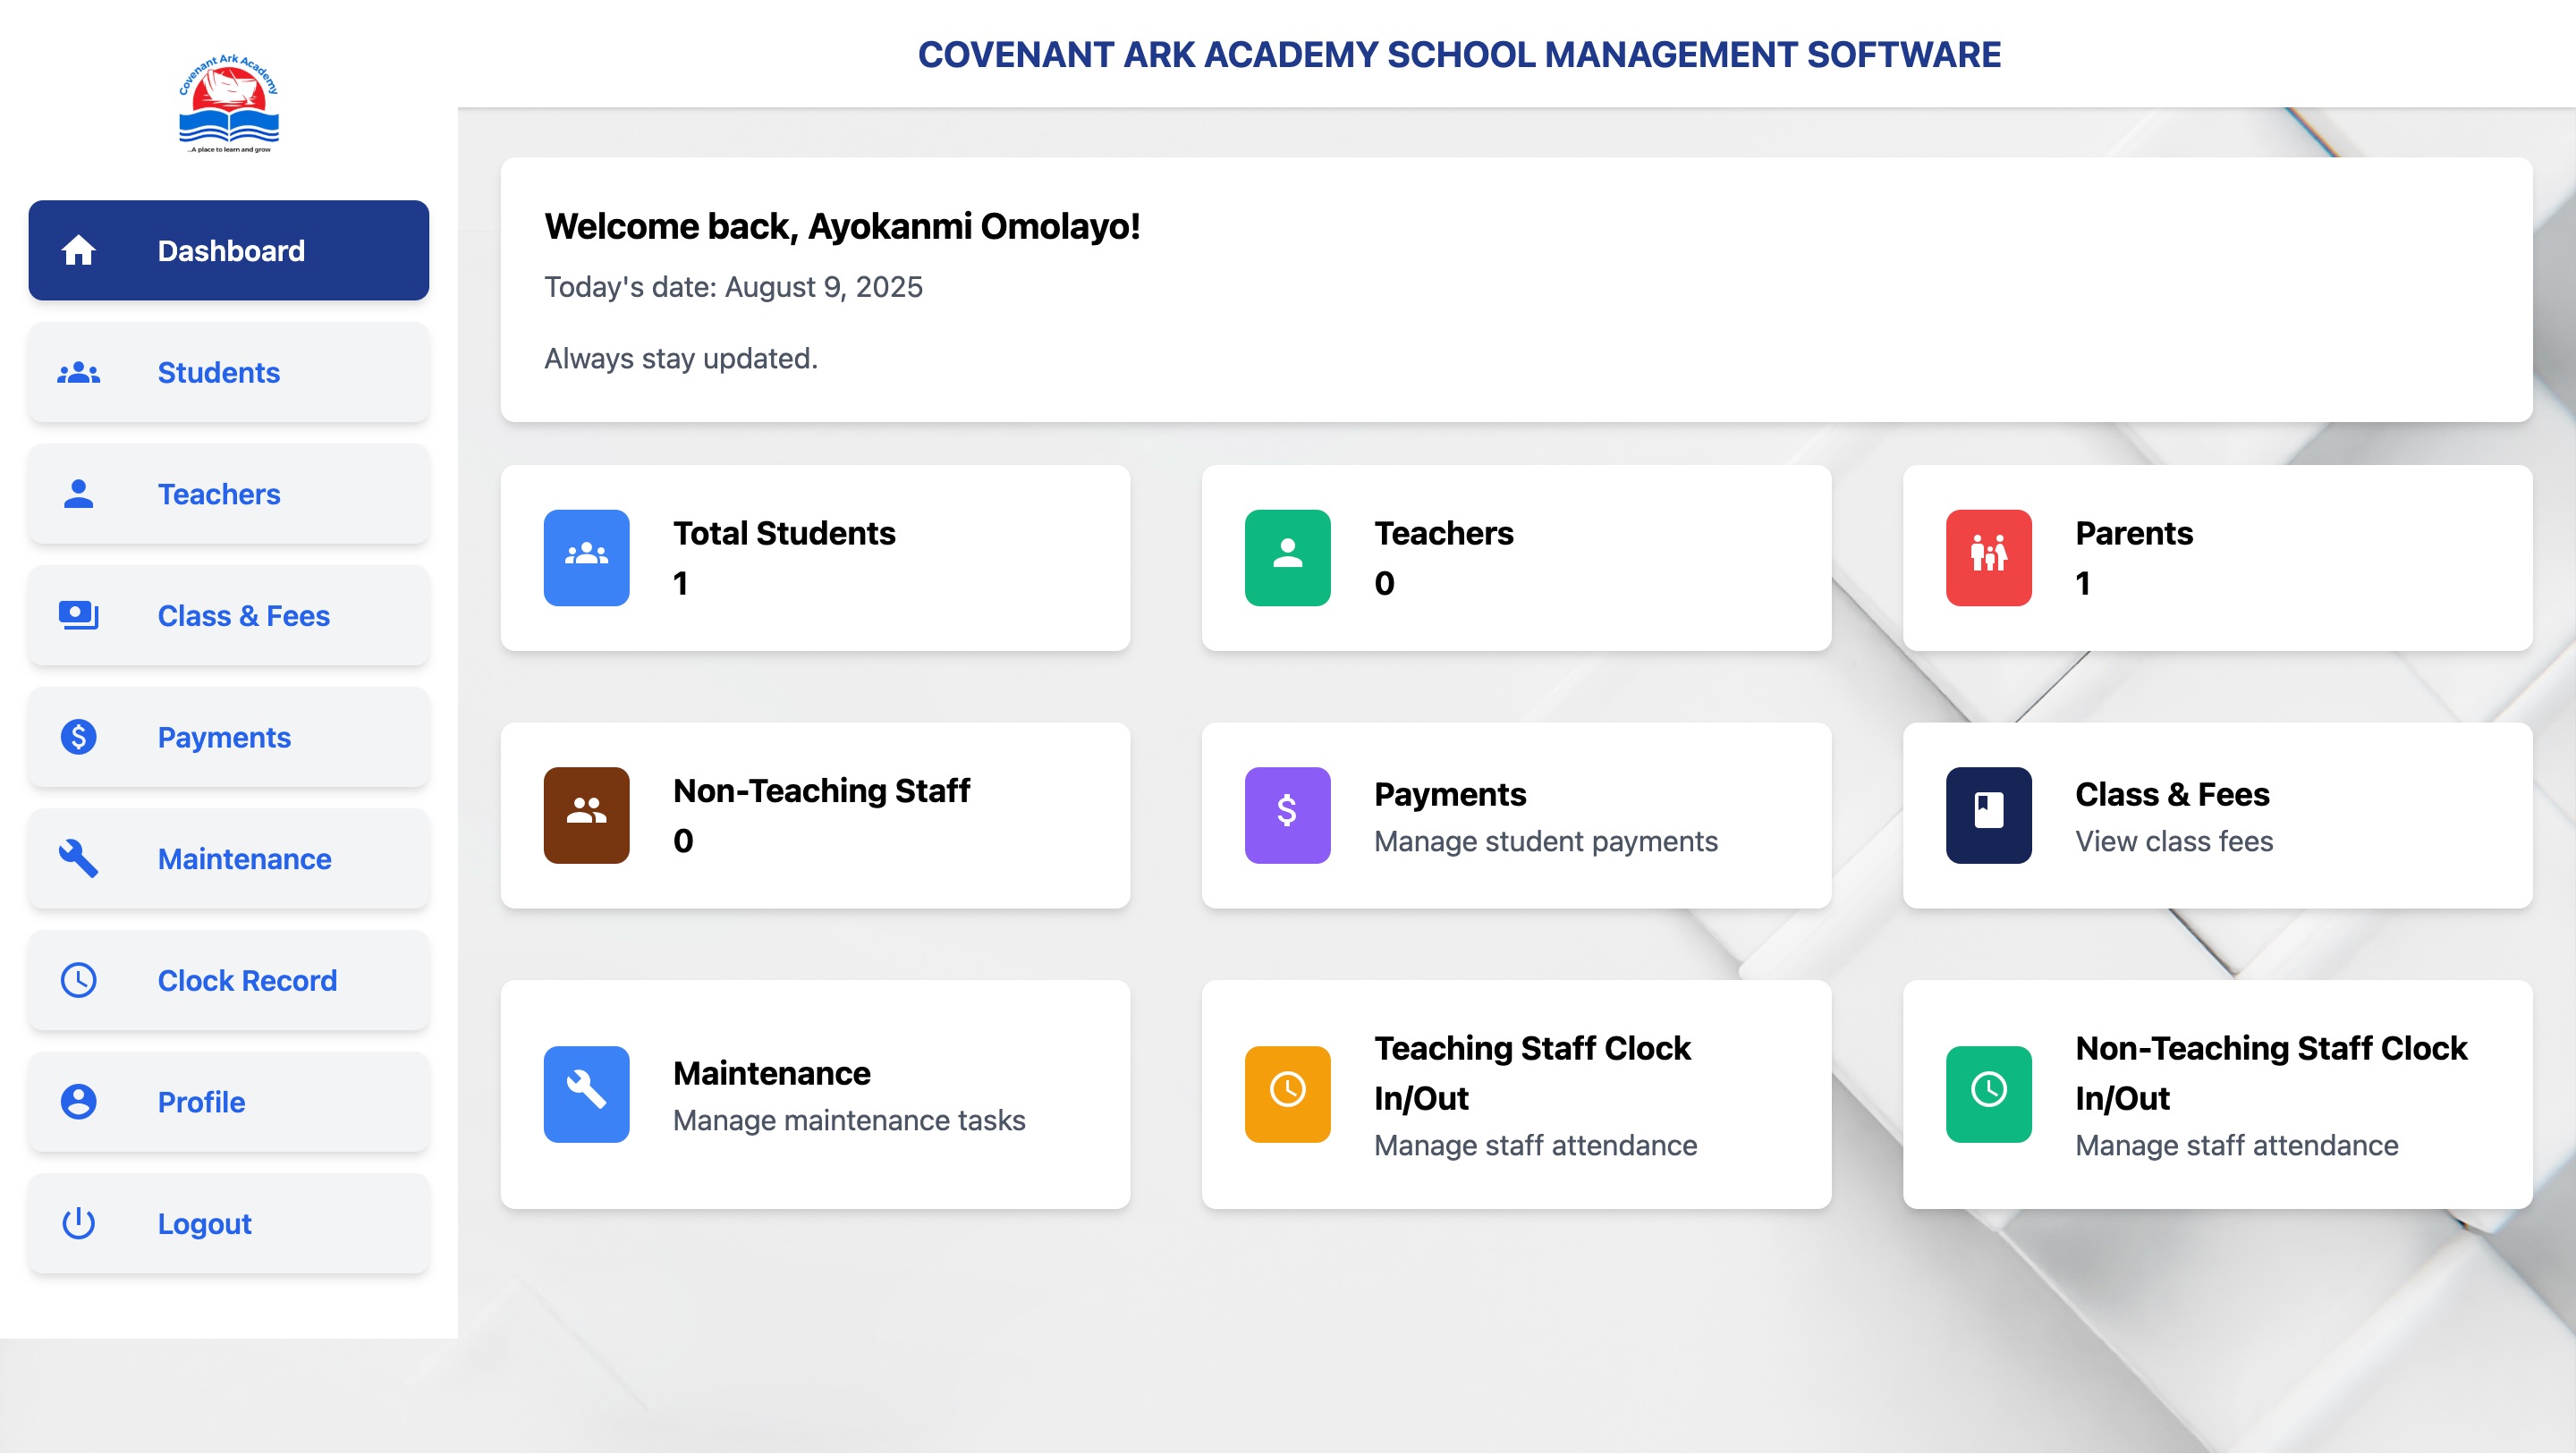 Covenant Ark Academy
...A place to learn and grow
COVENANT ARK ACADEMY SCHOOL MANAGEMENT SOFTWARE
Dashboard
Students
Teachers
Class & Fees
Payments
Maintenance
Clock Record
Profile
Logout
Welcome back, Ayokanmi Omolayo!
Today's date: August 9, 2025
Always stay updated.
Total Students
1
Teachers
0
Parents
1
Non-Teaching Staff
0
Payments
Manage student payments
Class & Fees
View class fees
Maintenance
Manage maintenance tasks
Teaching Staff Clock
In/Out
Manage staff attendance
Non-Teaching Staff Clock
In/Out
Manage staff attendance